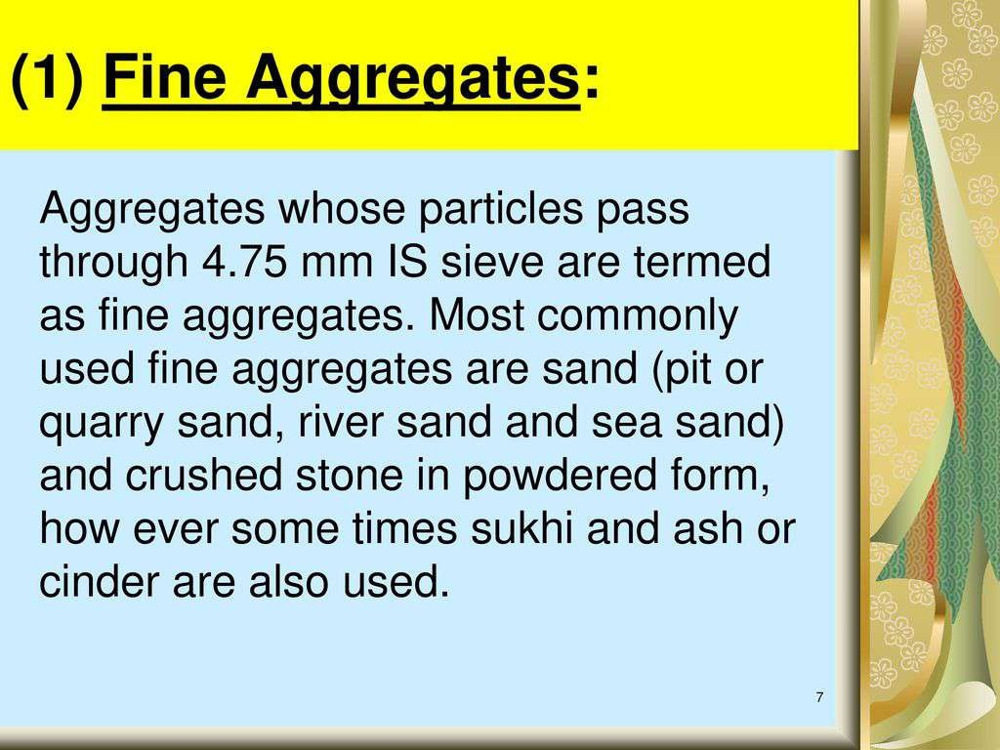 (1) Fine Aggregates:
Aggregates whose particles pass
through 4.75 mm IS sieve are termed
as fine aggregates. Most commonly
used fine aggregates are sand (pit or
quarry sand, river sand and sea sand)
and crushed stone in powdered form,
how ever some times sukhi and ash or
cinder are also used.
7